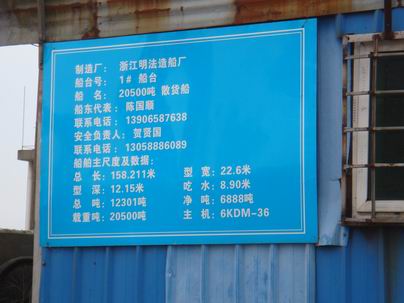 制造厂： 浙江明法造船厂
船台号： 1# 船台
船 名： 20500吨 散货船
船东代表： 陈国顺
联系电话： 13906587638
安全负责人： 贺贤国
联系电话： 13058886089
船舶主尺度及数据：
总 长：158.211米 型 宽：22.6米
型 深：12.15米 吃 水：8.90米
总 吨：12301吨 净 吨：6888吨
载重吨：20500吨 主 机：6KDM-36